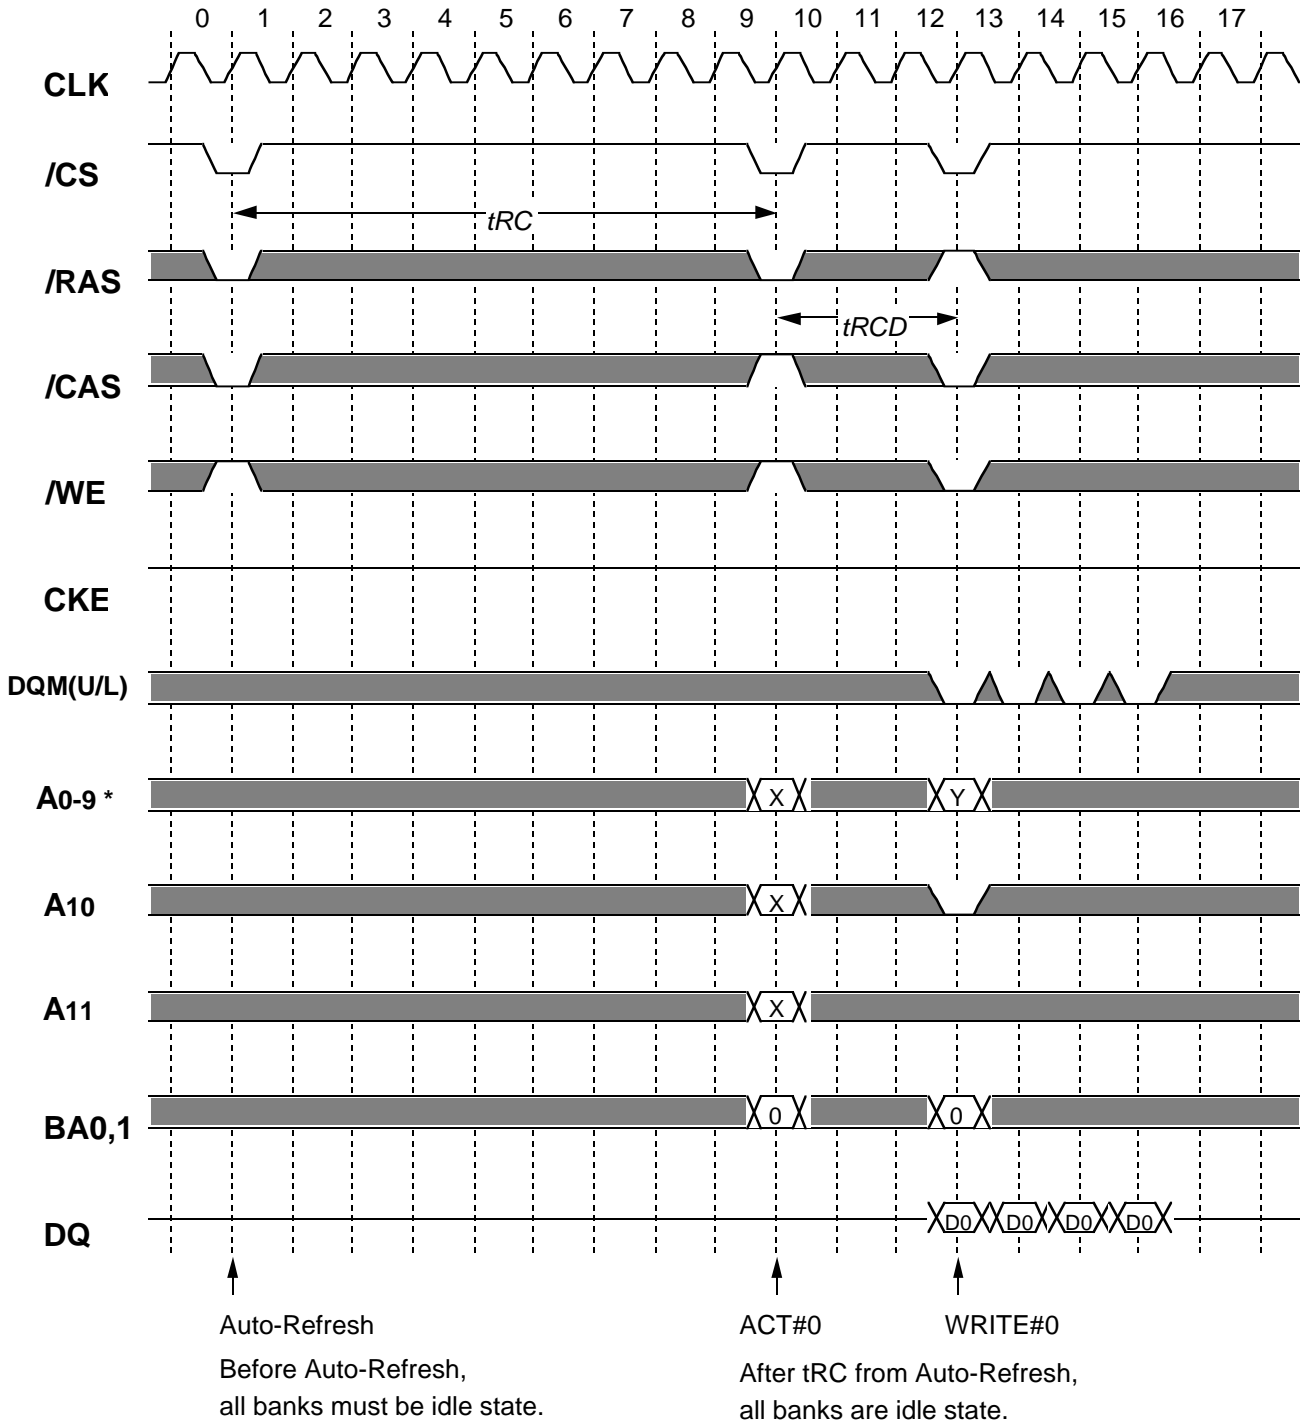 0 1 2 3 4 5 6 7 8 9 10 11 12 13 14 15 16 17
CLK
/CS
tRC
/RAS
tRCD
/CAS
/WE
CKE
DQM(U/L)
A0-9 * X Y
A10 X
A11 X
BA0,1 0 0
DQ D0 D0 D0 D0
Auto-Refresh ACT#0 WRITE#0
Before Auto-Refresh,
all banks must be idle state.
After tRC from Auto-Refresh,
all banks are idle state.